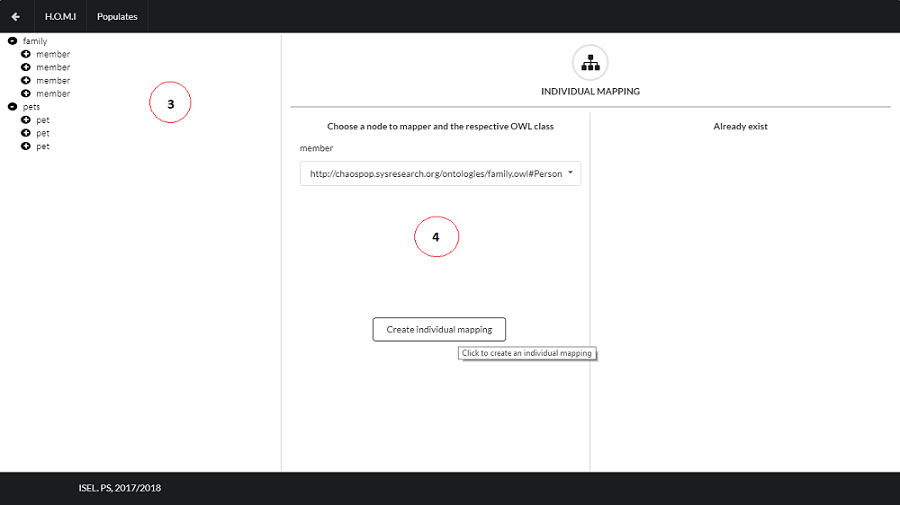 H.O.M.I Populates
family
member
member
member
member
pets
pet
pet
pet
3
INDIVIDUAL MAPPING
Choose a node to mapper and the respective OWL class
member
http://chaospop.sysresearch.org/ontologies/family.owl#Person
4
Create individual mapping
Click to create an individual mapping
Already exist
ISEL. PS, 2017/2018